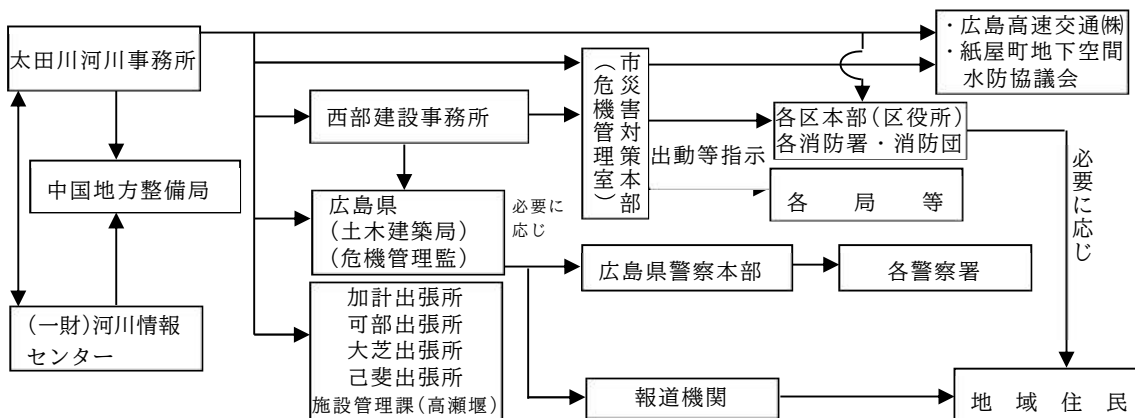 太田川河川事務所
中国地方整備局
(一財)河川情報
センター
西部建設事務所
広島県
(土木建築局)
(危機管理監)
加計出張所
可部出張所
大芝出張所
己斐出張所
施設管理課(高瀬堰)
必要に
応じ
市災害対策本部
(危機管理室)
出動等指示
広島県警察本部
報道機関
・広島高速交通㈱
・紙屋町地下空間
水防協議会
各区本部(区役所)
各消防署・消防団
各局等
各警察署
必要に応じ
地域住民